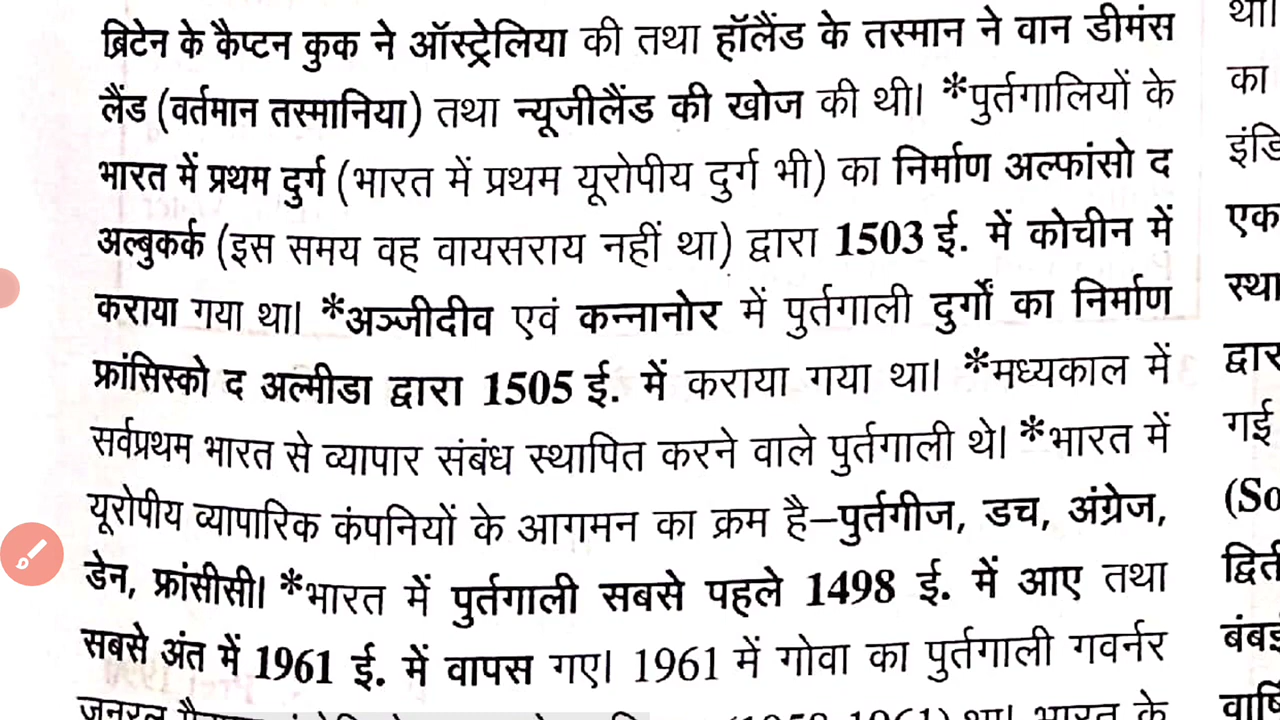 ब्रिटेन के कैप्टन कुक ने ऑस्ट्रेलिया की तथा हॉलैंड के तस्मान ने वान डीमंस
लैंड (वर्तमान तस्मानिया) तथा न्यूजीलैंड की खोज की थी। *पुर्तगालियों के
भारत में प्रथम दुर्ग (भारत में प्रथम यूरोपीय दुर्ग भी) का निर्माण अल्फांसो द
अल्बुकर्क (इस समय वह वायसराय नहीं था) द्वारा 1503 ई. में कोचीन में
कराया गया था। *अञ्जीदीव एवं कन्नानोर में पुर्तगाली दुर्गों का निर्माण
फ्रांसिस्को द अल्मीडा द्वारा 1505 ई. में कराया गया था। *मध्यकाल में
सर्वप्रथम भारत से व्यापार संबंध स्थापित करने वाले पुर्तगाली थे। *भारत में
यूरोपीय व्यापारिक कंपनियों के आगमन का क्रम है–पुर्तगीज, डच, अंग्रेज,
डेन, फ्रांसीसी। *भारत में पुर्तगाली सबसे पहले 1498 ई. में आए तथा
सबसे अंत में 1961 ई. में वापस गए। 1961 में गोवा का पुर्तगाली गवर्नर
था।
का
एक
गई
(So